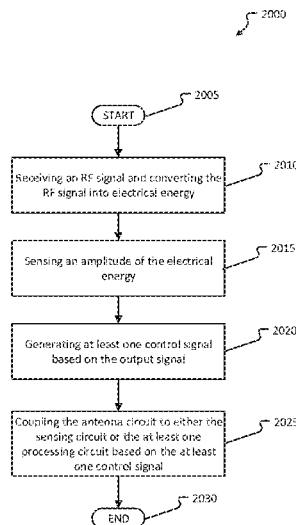 2000
2005
START
2010
Receiving an RF signal and converting the
RF signal into electrical energy
2015
Sensing an amplitude of the electrical
energy
2020
Generating at least one control signal
based on the output signal
2025
Coupling the antenna circuit to either the
sensing circuit or the at least one
processing circuit based on the at least
one control signal
2030
END